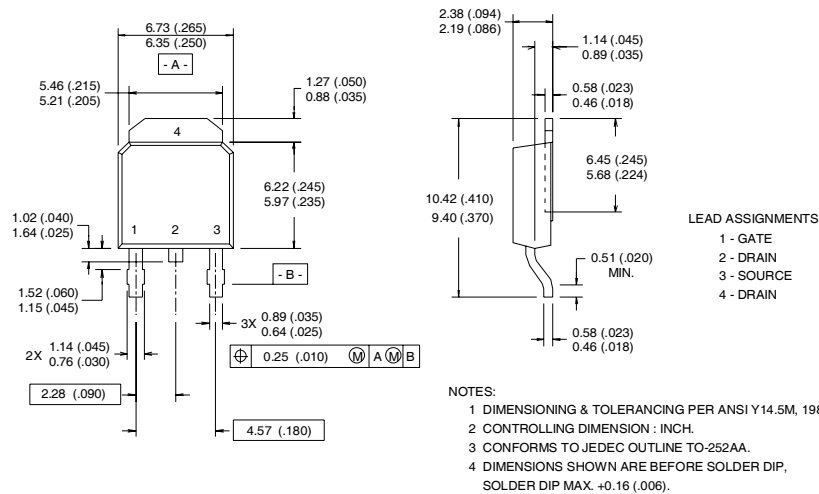 6.73 (.265)
6.35 (.250)
- A -
5.46 (.215)
5.21 (.205)
1.27 (.050)
0.88 (.035)
4
6.22 (.245)
5.97 (.235)
1.02 (.040)
1.64 (.025)
1 2 3
1.52 (.060)
1.15 (.045)
- B -
3X 0.89 (.035)
0.64 (.025)
2X 1.14 (.045)
0.76 (.030)
⌖ 0.25 (.010) Ⓜ A Ⓜ B
2.28 (.090)
4.57 (.180)
2.38 (.094)
2.19 (.086)
1.14 (.045)
0.89 (.035)
0.58 (.023)
0.46 (.018)
6.45 (.245)
5.68 (.224)
10.42 (.410)
9.40 (.370)
0.51 (.020)
MIN.
0.58 (.023)
0.46 (.018)
LEAD ASSIGNMENTS
1 - GATE
2 - DRAIN
3 - SOURCE
4 - DRAIN
NOTES:
1 DIMENSIONING & TOLERANCING PER ANSI Y14.5M, 198
2 CONTROLLING DIMENSION : INCH.
3 CONFORMS TO JEDEC OUTLINE TO-252AA.
4 DIMENSIONS SHOWN ARE BEFORE SOLDER DIP,
SOLDER DIP MAX. +0.16 (.006).